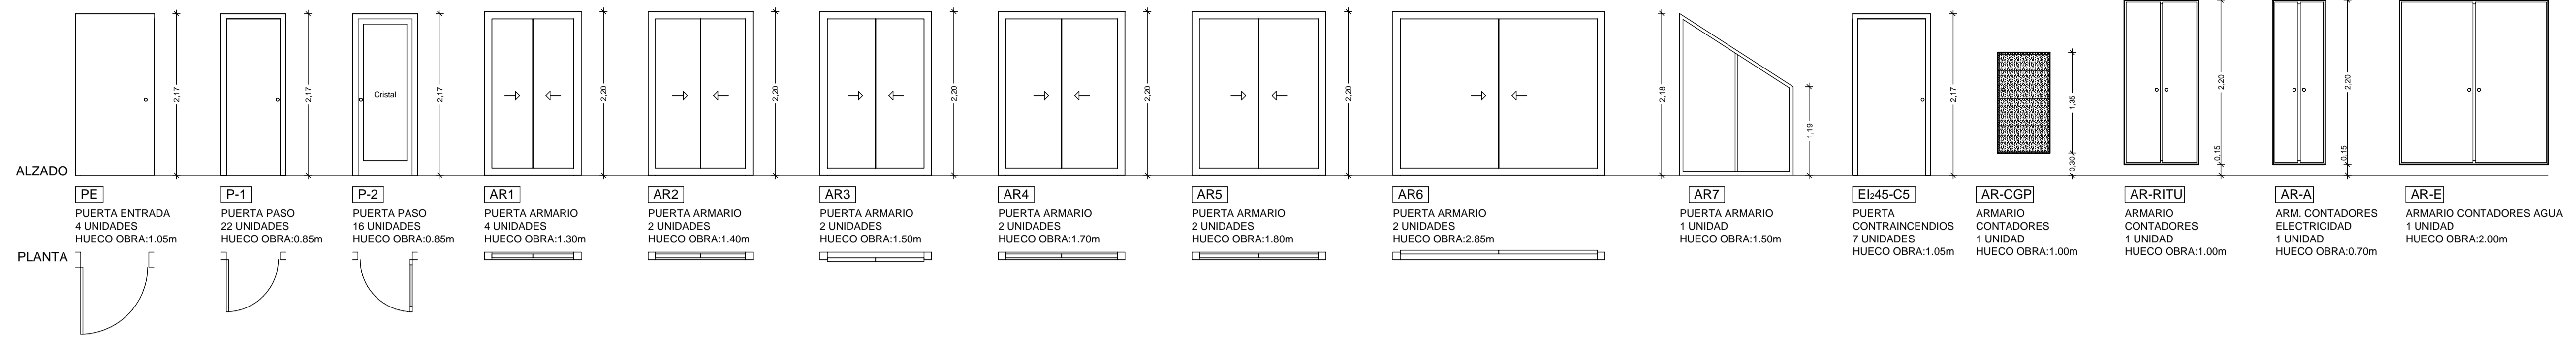 ALZADO
PLANTA
2,17
PE
PUERTA ENTRADA
4 UNIDADES
HUECO OBRA:1.05m
2,17
P-1
PUERTA PASO
22 UNIDADES
HUECO OBRA:0.85m
Cristal
2,17
P-2
PUERTA PASO
16 UNIDADES
HUECO OBRA:0.85m
2,20
AR1
PUERTA ARMARIO
4 UNIDADES
HUECO OBRA:1.30m
2,20
AR2
PUERTA ARMARIO
2 UNIDADES
HUECO OBRA:1.40m
2,20
AR3
PUERTA ARMARIO
2 UNIDADES
HUECO OBRA:1.50m
2,20
AR4
PUERTA ARMARIO
2 UNIDADES
HUECO OBRA:1.70m
2,20
AR5
PUERTA ARMARIO
2 UNIDADES
HUECO OBRA:1.80m
AR6
PUERTA ARMARIO
2 UNIDADES
HUECO OBRA:2.85m
2,18
1,19
AR7
PUERTA ARMARIO
1 UNIDAD
HUECO OBRA:1.50m
2,17
EI₂45-C5
PUERTA
CONTRAINCENDIOS
7 UNIDADES
HUECO OBRA:1.05m
1,35
0.30
AR-CGP
ARMARIO
CONTADORES
1 UNIDAD
HUECO OBRA:1.00m
2,20
0,15
AR-RITU
ARMARIO
CONTADORES
1 UNIDAD
HUECO OBRA:1.00m
2,20
0,15
AR-A
ARM. CONTADORES
ELECTRICIDAD
1 UNIDAD
HUECO OBRA:0.70m
AR-E
ARMARIO CONTADORES AGUA
1 UNIDAD
HUECO OBRA:2.00m